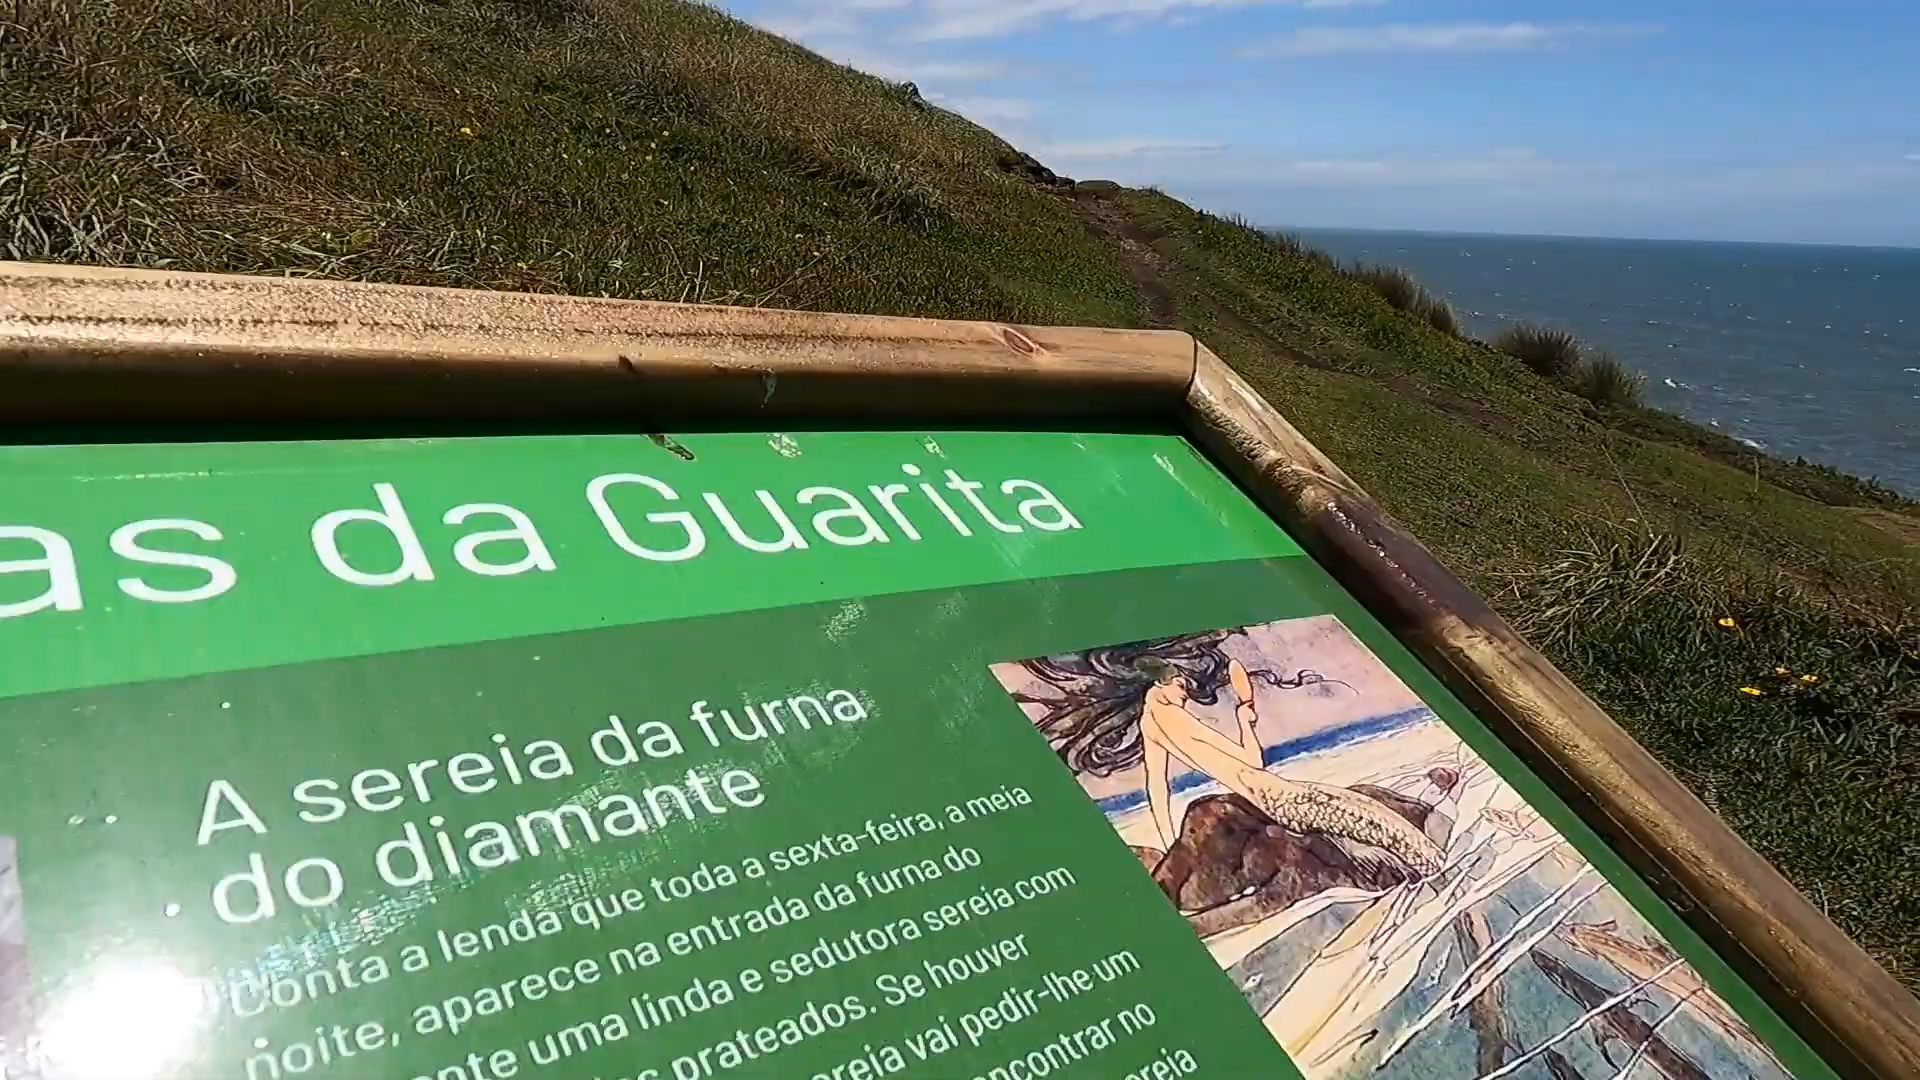 as da Guarita
A sereia da furna
do diamante
Conta a lenda que toda a sexta-feira, a meia
noite, aparece na entrada da furna do
uma linda e sedutora sereia com
prateados. Se houver
vai pedir-lhe um
no